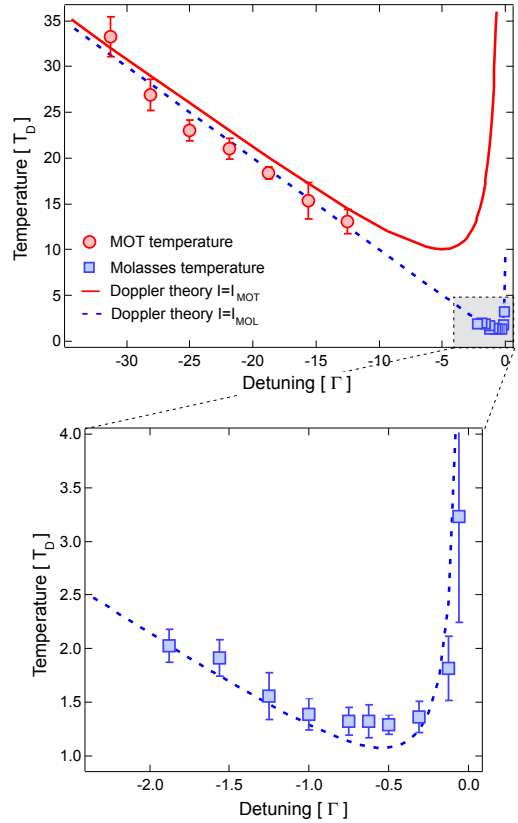 35
30
25
20
15
10
5
0
Temperature [ T_D ]
MOT temperature
Molasses temperature
Doppler theory I=I_MOT
Doppler theory I=I_MOL
-30 -25 -20 -15 -10 -5 0
Detuning [ Γ ]
4.0
3.5
3.0
2.5
2.0
1.5
1.0
Temperature [ T_D ]
-2.0 -1.5 -1.0 -0.5 0.0
Detuning [ Γ ]